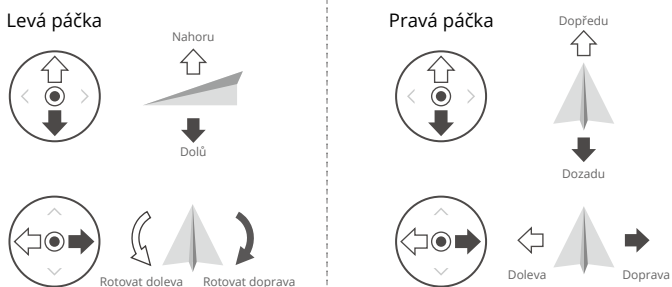 Levá páčka
Nahoru
Dolů
Rotovat doleva
Rotovat doprava
Pravá páčka
Dopředu
Dozadu
Doleva
Doprava